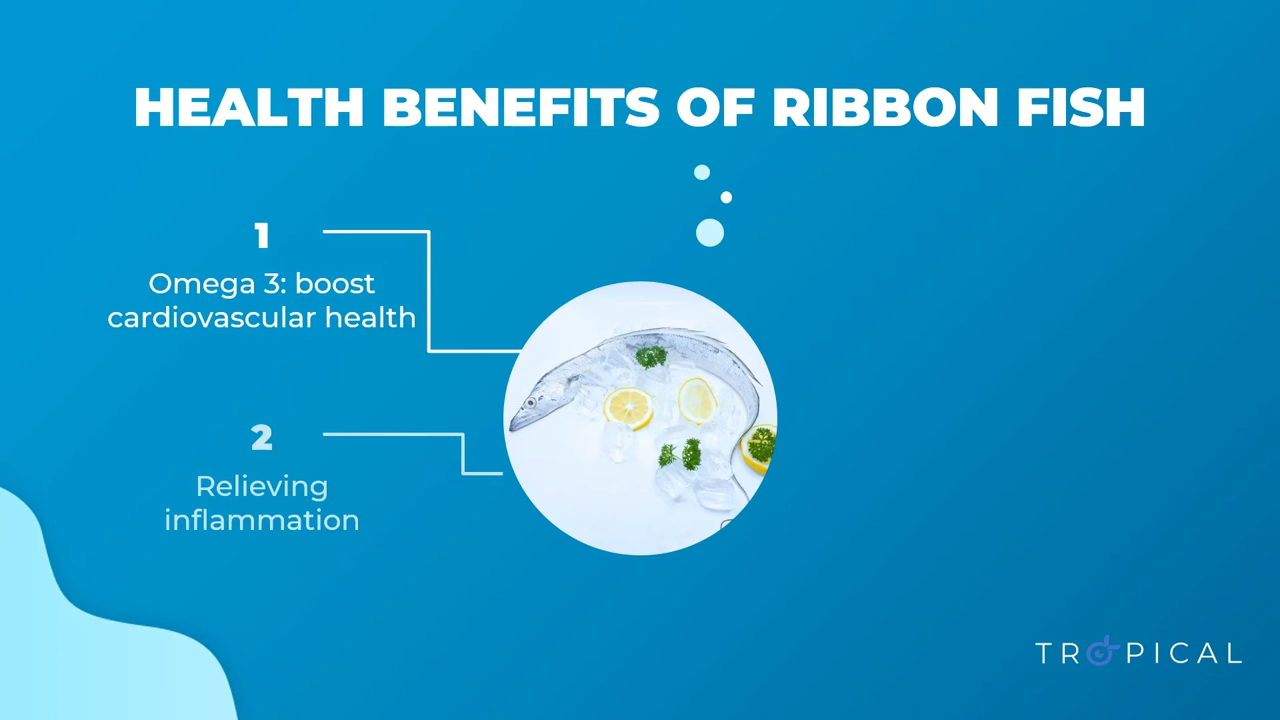 HEALTH BENEFITS OF RIBBON FISH
1
Omega 3: boost
cardiovascular health
2
Relieving
inflammation
TROPICAL